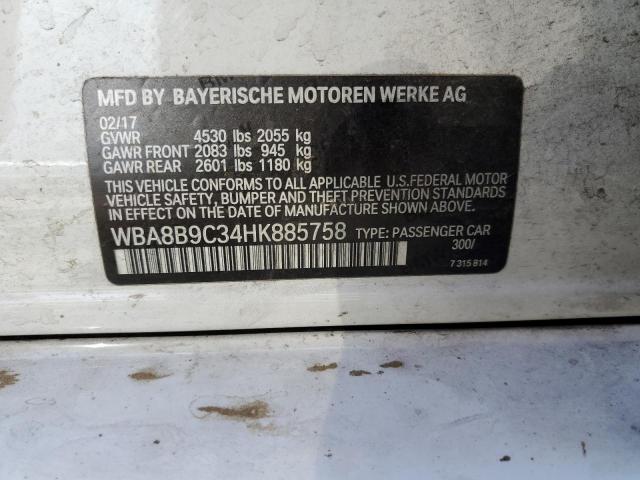 MFD BY BAYERISCHE MOTOREN WERKE AG
02/17
GVWR 4530 lbs 2055 kg
GAWR FRONT 2083 lbs 945 kg
GAWR REAR 2601 lbs 1180 kg
THIS VEHICLE CONFORMS TO ALL APPLICABLE U.S.FEDERAL MOTOR
VEHICLE SAFETY, BUMPER AND THEFT PREVENTION STANDARDS
IN EFFECT ON THE DATE OF MANUFACTURE SHOWN ABOVE.
WBA8B9C34HK885758 TYPE: PASSENGER CAR
300/
7 315 814